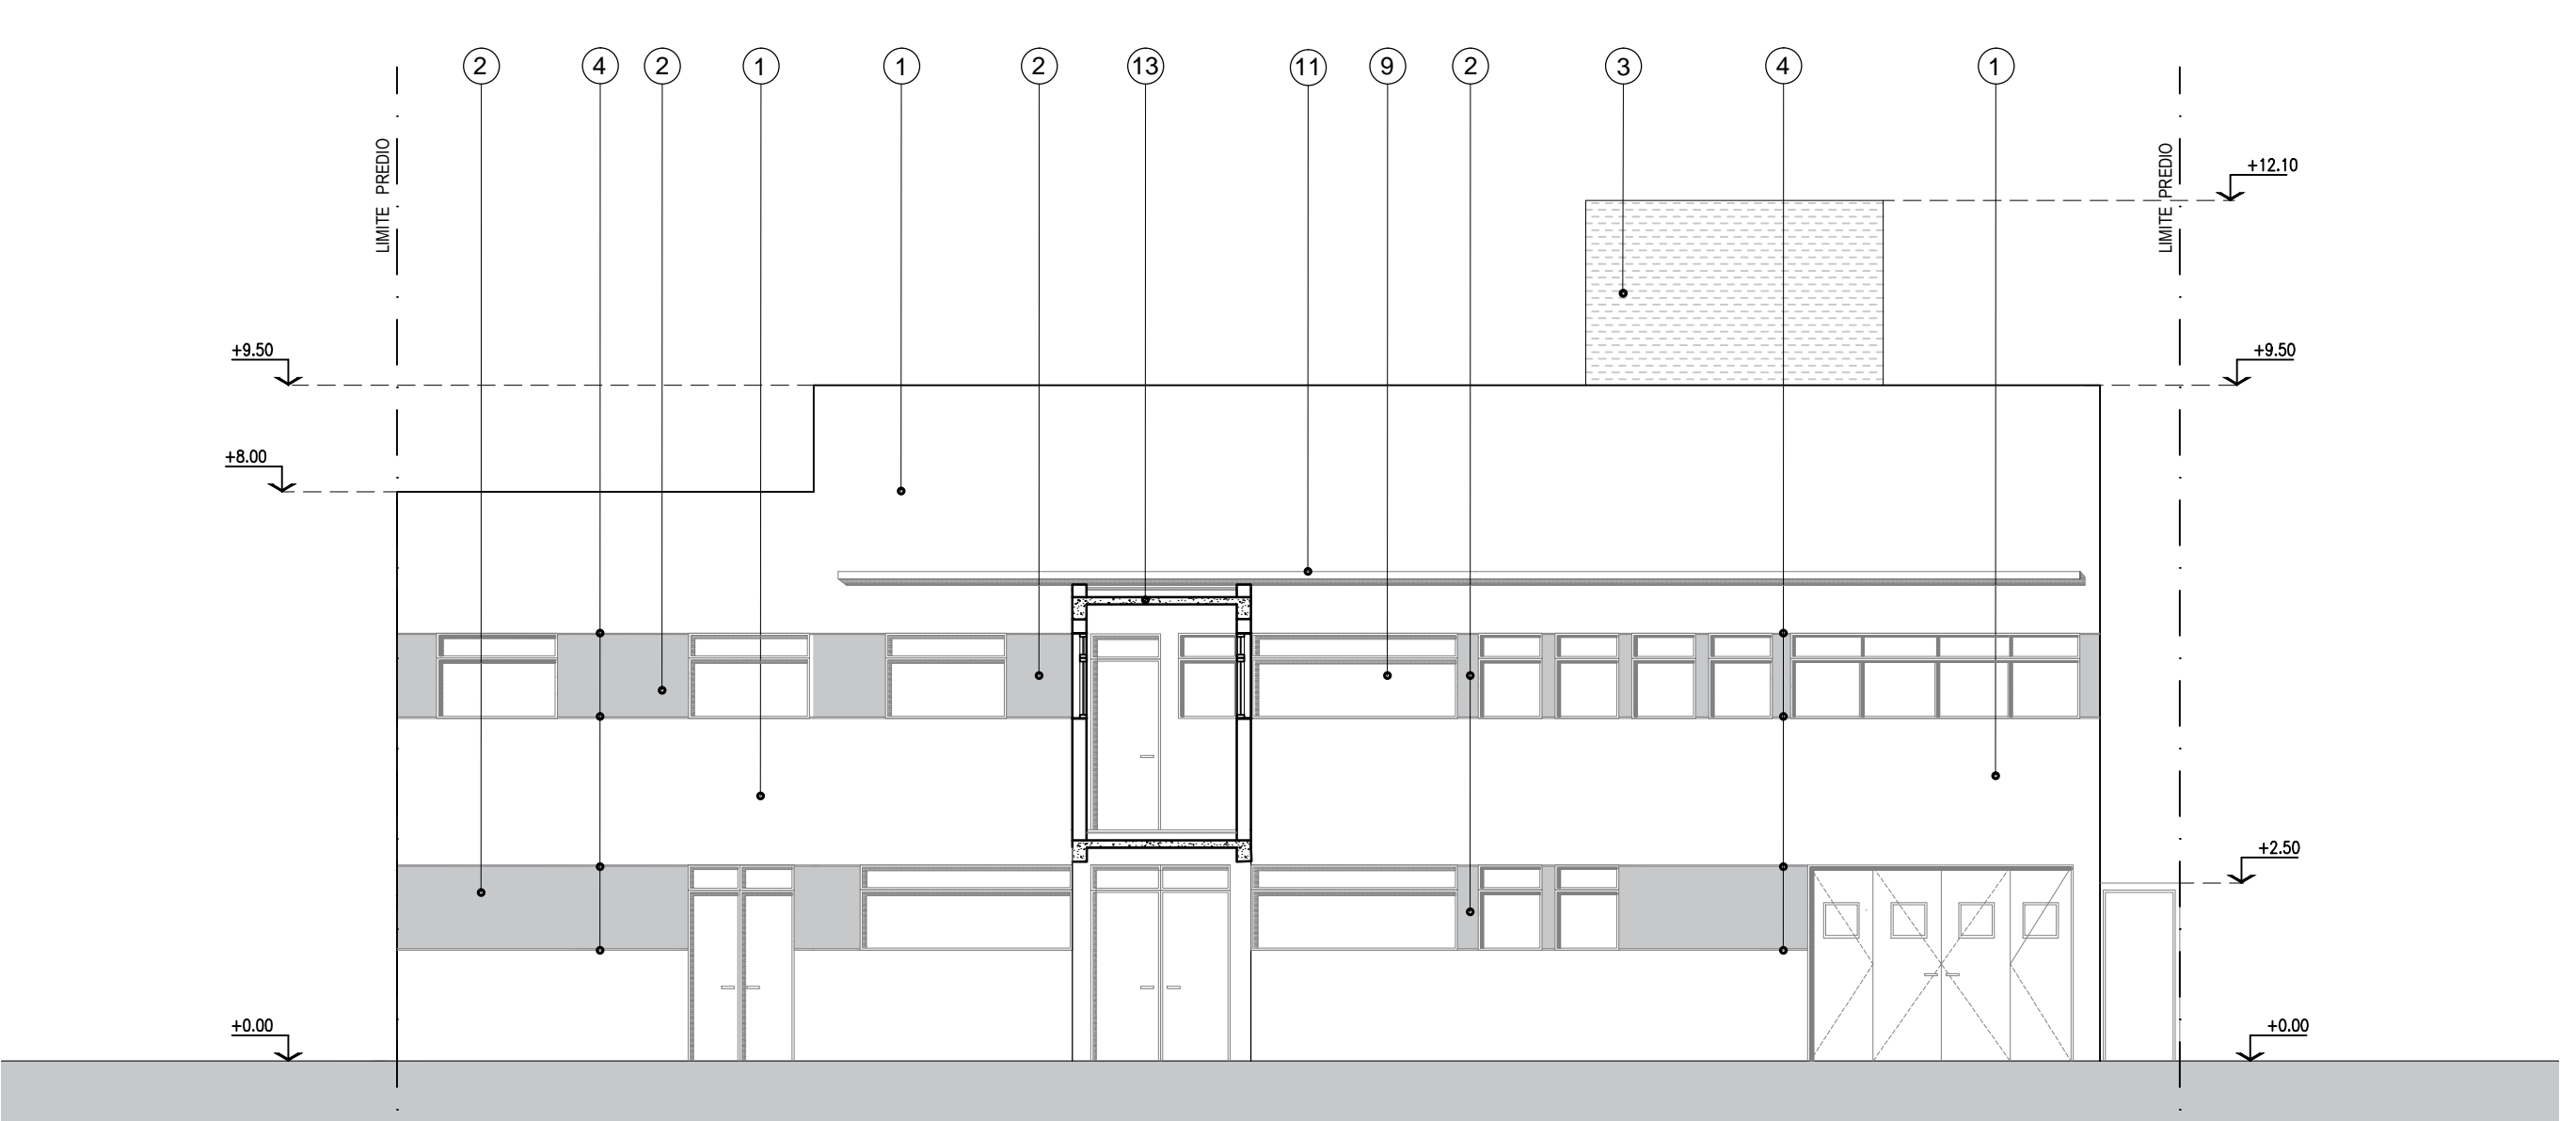 2 4 2 1 1 2 13 11 9 2 3 4 1
LIMITE PREDIO
LIMITE PREDIO
+12.10
+9.50
+9.50
+8.00
+2.50
+0.00
+0.00